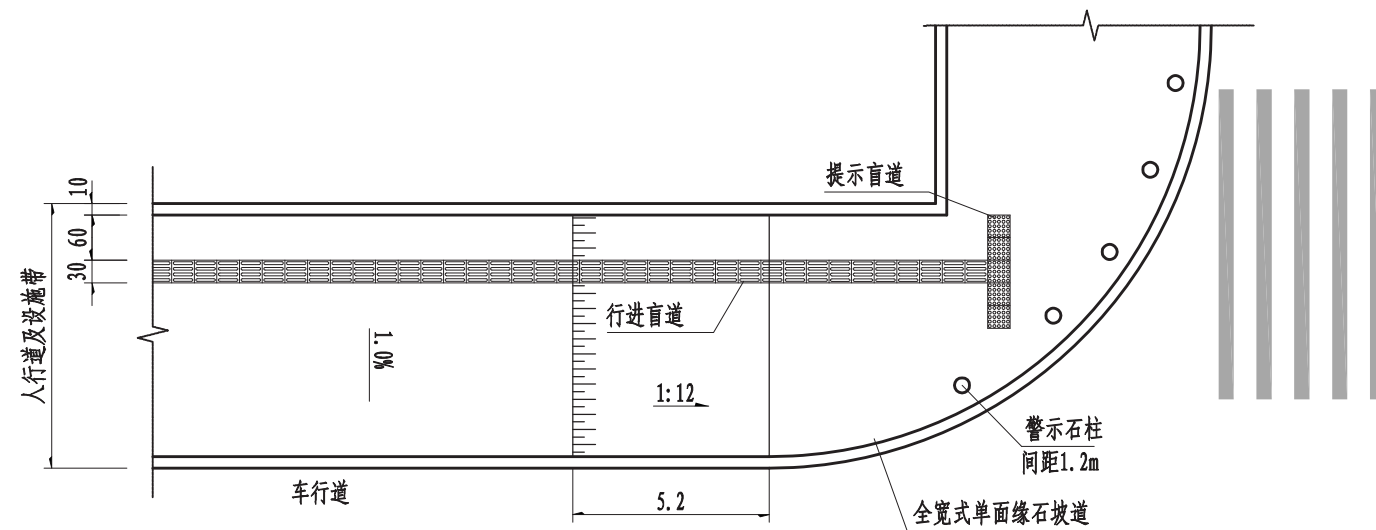 提示盲道
10
60
30
人行道及设施带
行进盲道
1.0%
1:12
警示石柱
间距1.2m
车行道
5.2
全宽式单面缘石坡道